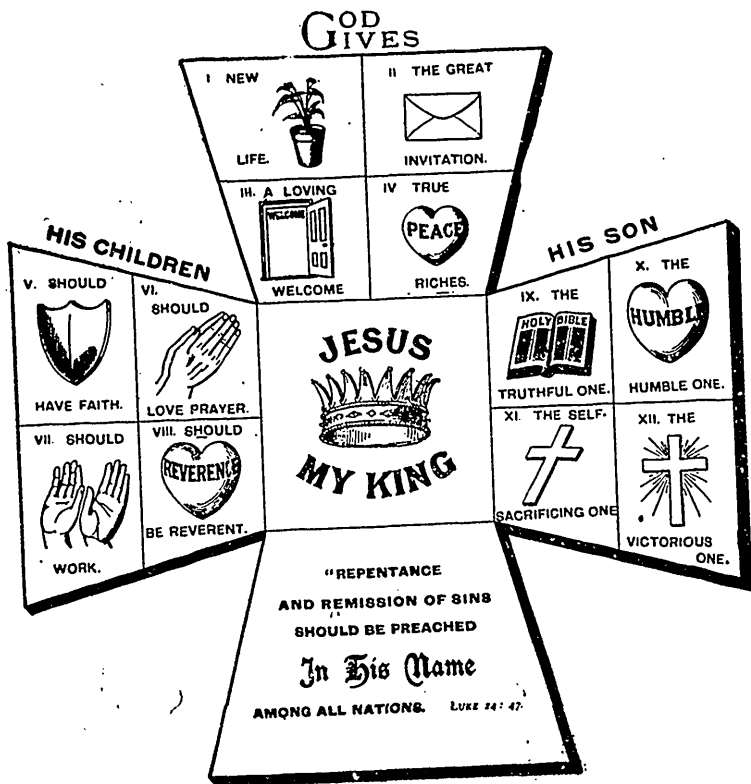 GOD
GIVES
I NEW
LIFE.
II THE GREAT
INVITATION.
III. A LOVING
WELCOME
WELCOME
IV TRUE
PEACE
RICHES.
HIS CHILDREN
V. SHOULD
HAVE FAITH.
VI.
SHOULD
LOVE PRAYER.
VII. SHOULD
WORK.
VIII. SHOULD
REVERENCE
BE REVERENT.
JESUS
MY KING
HIS SON
IX. THE
HOLY BIBLE
TRUTHFUL ONE.
X. THE
HUMBL
HUMBLE ONE.
XI. THE SELF-
SACRIFICING ONE
XII. THE
VICTORIOUS
ONE.
"REPENTANCE
AND REMISSION OF SINS
SHOULD BE PREACHED
In His Name
AMONG ALL NATIONS. LUKE 24: 47.